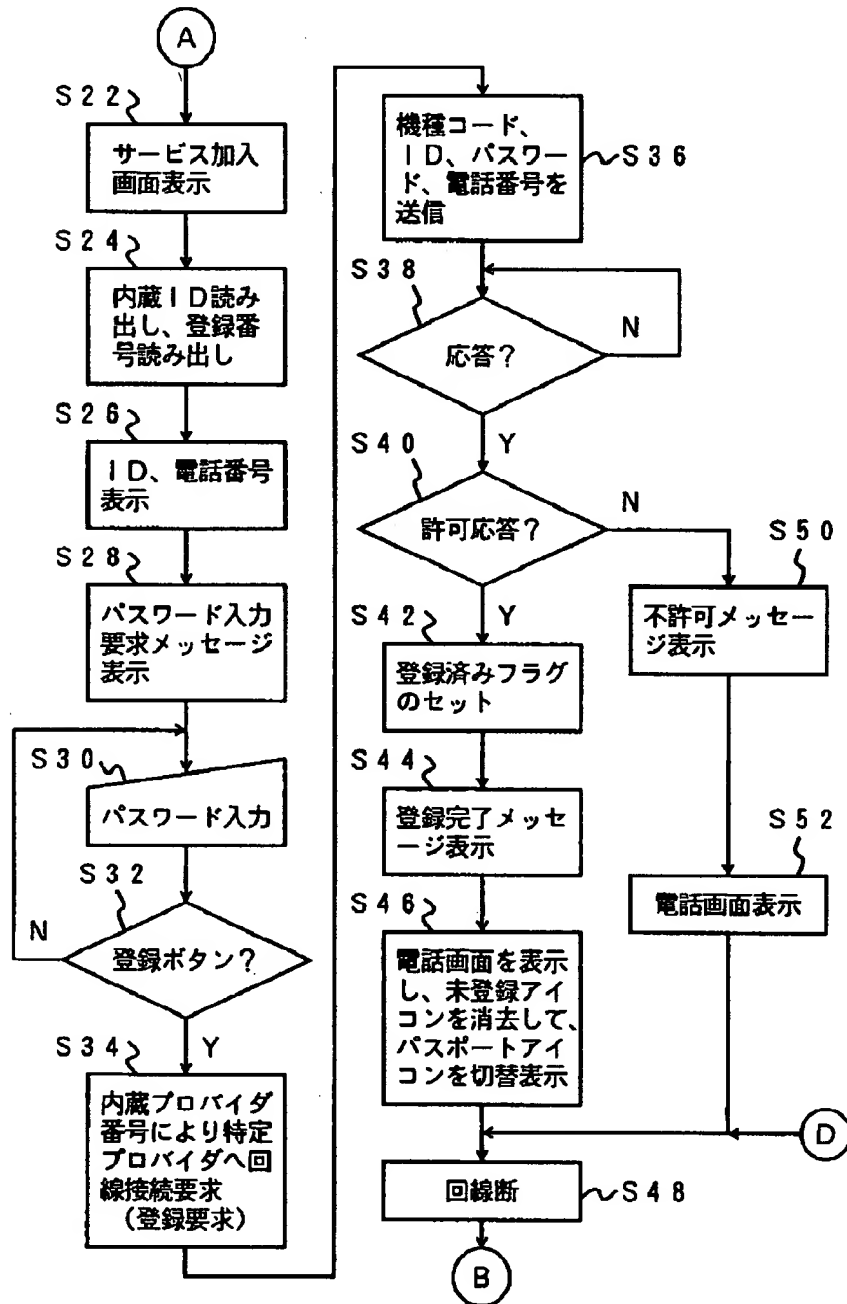 A
S22
サービス加入
画面表示
S24
内蔵ID読み
出し、登録番
号読み出し
S26
ID、電話番号
表示
S28
パスワード入力
要求メッセージ
表示
S30
パスワード入力
S32
登録ボタン?
N
Y
S34
内蔵プロバイダ
番号により特定
プロバイダへ回
線接続要求
(登録要求)
機種コード、
ID、パスワー
ド、電話番号を
送信
S36
S38
応答?
N
Y
S40
許可応答?
N
Y
S42
登録済みフラグ
のセット
S44
登録完了メッセ
ージ表示
S46
電話画面を表示
し、未登録アイ
コンを消去して、
パスポートアイ
コンを切替表示
S50
不許可メッセー
ジ表示
S52
電話画面表示
D
回線断
S48
B